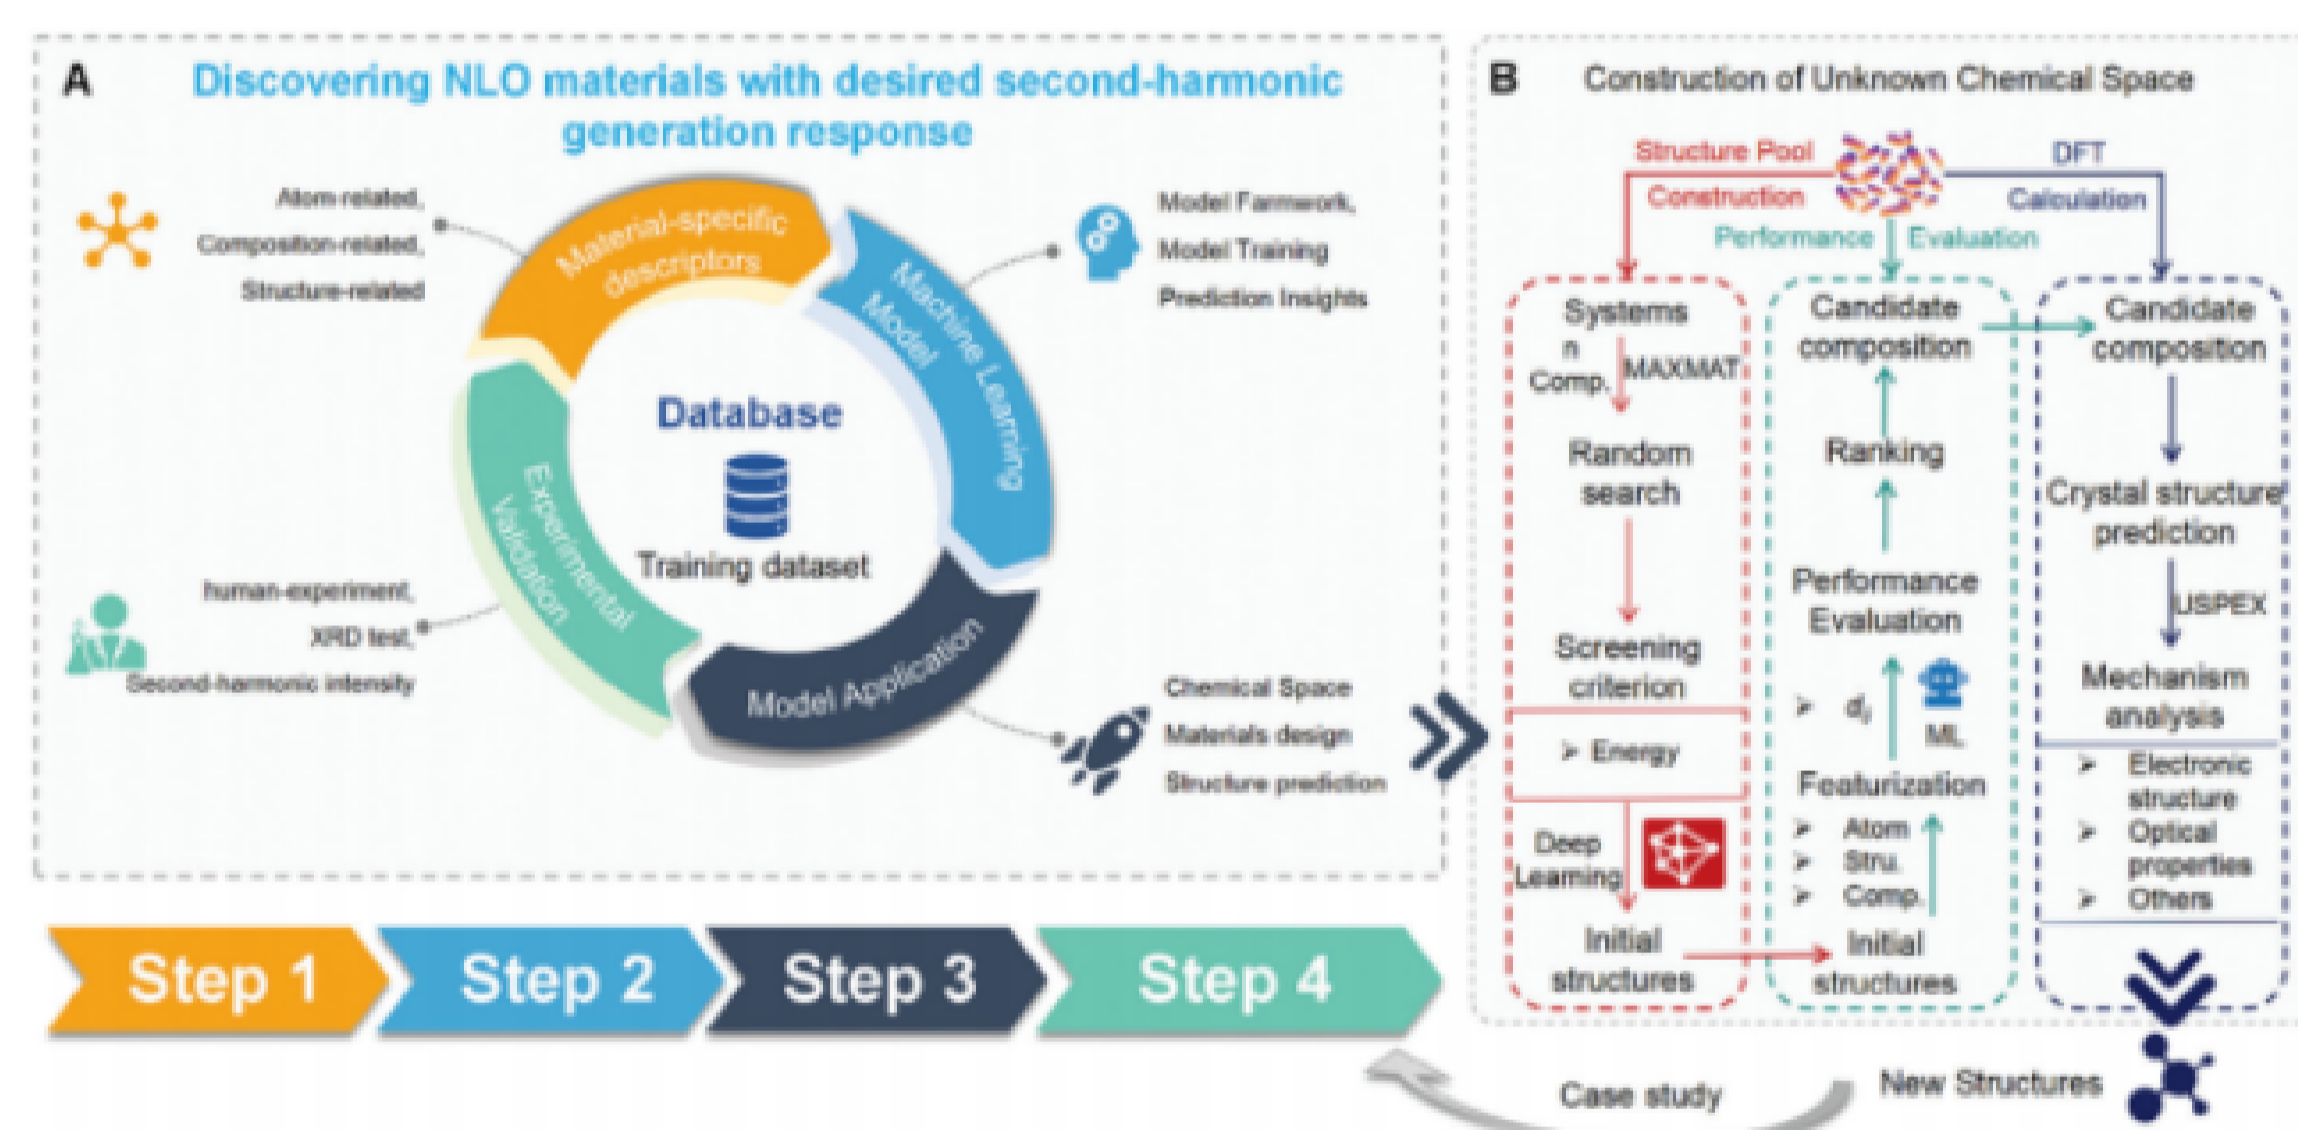 A
Discovering NLO materials with desired second-harmonic
generation response
Atom-related,
Composition-related,
Structure-related
Material-specific
descriptors
Machine Learning
Model
Model Farmwork,
Model Training
Prediction Insights
Database
Training dataset
Experimental
Validation
human-experiment,
XRD test,
Second-harmonic intensity
Model Application
Chemical Space
Materials design
Structure prediction
Step 1
Step 2
Step 3
Step 4
B
Construction of Unknown Chemical Space
Structure Pool
Construction
DFT
Calculation
Performance Evaluation
Systems
n
Comp.
MAXMAT
Random
search
Screening
criterion
➢ Energy
Deep
Learning
Initial
structures
Candidate
composition
Ranking
Performance
Evaluation
➢ dij
ML
Featurization
➢ Atom
➢ Stru.
➢ Comp.
Initial
structures
Candidate
composition
Crystal structure
prediction
USPEX
Mechanism
analysis
➢ Electronic
structure
➢ Optical
properties
➢ Others
New Structures
Case study